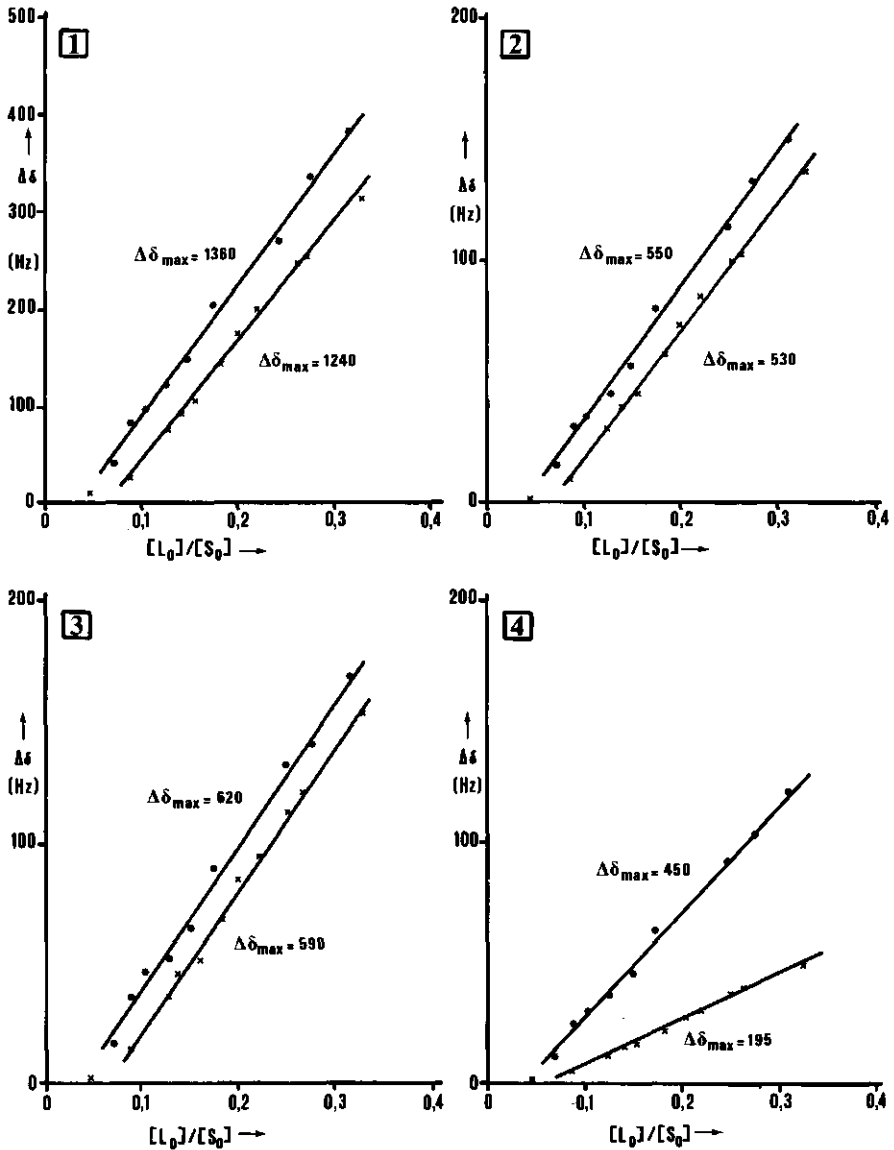 1
500
400
Δδ
300
(Hz)
200
100
0
Δδmax = 1360
Δδmax = 1240
0 0,1 0,2 0,3 0,4
[L0]/[S0] →
2
200
Δδ
(Hz)
100
0
Δδmax = 550
Δδmax = 530
0 0,1 0,2 0,3 0,4
[L0]/[S0] →
3
200
Δδ
(Hz)
100
0
Δδmax = 620
Δδmax = 590
0 0,1 0,2 0,3 0,4
[L0]/[S0] →
4
200
Δδ
(Hz)
100
0
Δδmax = 450
Δδmax = 195
0 0,1 0,2 0,3 0,4
[L0]/[S0] →